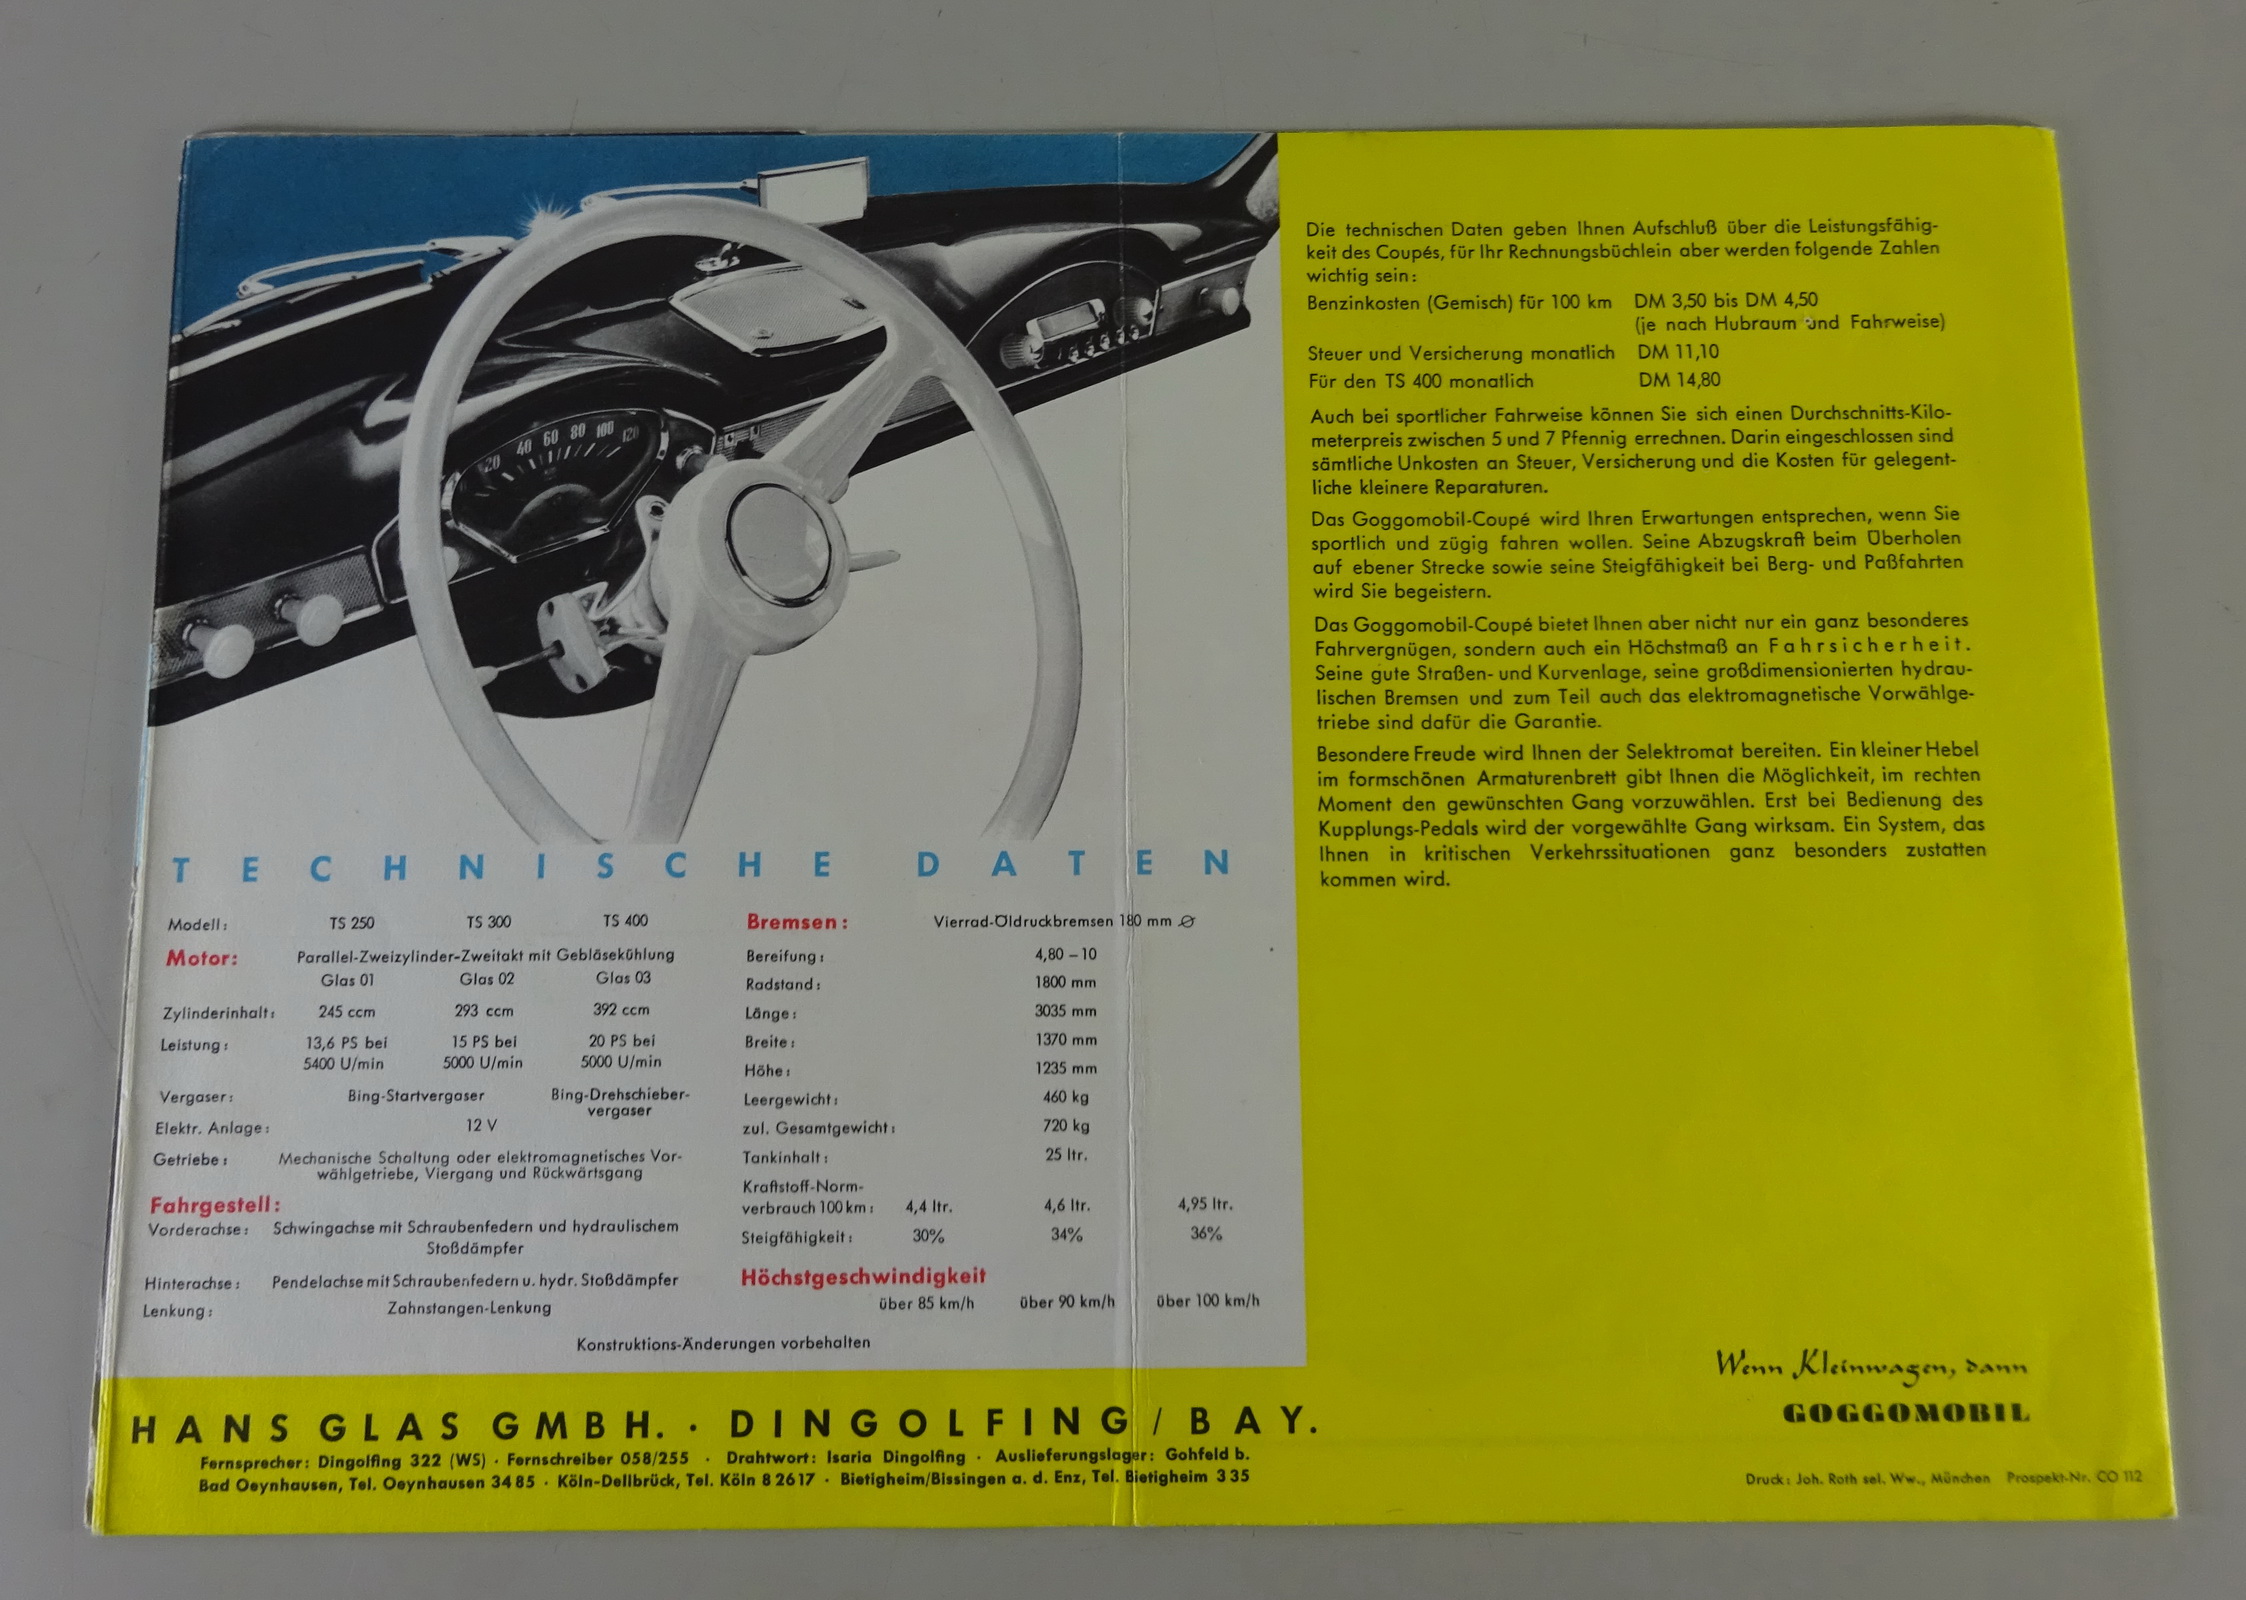 20 40 60 80 100 120
TECHNISCHE DATEN
Modell: TS 250 TS 300 TS 400
Motor: Parallel-Zweizylinder-Zweitakt mit Gebläsekühlung
Glas 01 Glas 02 Glas 03
Zylinderinhalt: 245 ccm 293 ccm 392 ccm
Leistung: 13,6 PS bei 15 PS bei 20 PS bei
5400 U/min 5000 U/min 5000 U/min
Vergaser: Bing-Startvergaser Bing-Drehschieber-
vergaser
Elektr. Anlage: 12 V
Getriebe: Mechanische Schaltung oder elektromagnetisches Vor-
wählgetriebe, Viergang und Rückwärtsgang
Fahrgestell:
Vorderachse: Schwingachse mit Schraubenfedern und hydraulischem
Stoßdämpfer
Hinterachse: Pendelachse mit Schraubenfedern u. hydr. Stoßdämpfer
Lenkung: Zahnstangen-Lenkung
Bremsen: Vierrad-Öldruckbremsen 180 mm ∅
Bereifung: 4,80 – 10
Radstand: 1800 mm
Länge: 3035 mm
Breite: 1370 mm
Höhe: 1235 mm
Leergewicht: 460 kg
zul. Gesamtgewicht: 720 kg
Tankinhalt: 25 ltr.
Kraftstoff-Norm-
verbrauch 100 km: 4,4 ltr. 4,6 ltr. 4,95 ltr.
Steigfähigkeit: 30% 34% 36%
Höchstgeschwindigkeit
über 85 km/h über 90 km/h über 100 km/h
Konstruktions-Änderungen vorbehalten
HANS GLAS GMBH. · DINGOLFING / BAY.
Fernsprecher: Dingolfing 322 (WS) · Fernschreiber 058/255 · Drahtwort: Isaria Dingolfing · Auslieferungslager: Gohfeld b.
Bad Oeynhausen, Tel. Oeynhausen 34 85 · Köln-Dellbrück, Tel. Köln 8 26 17 · Bietigheim/Bissingen a. d. Enz, Tel. Bietigheim 3 35
Die technischen Daten geben Ihnen Aufschluß über die Leistungsfähig-
keit des Coupés, für Ihr Rechnungsbüchlein aber werden folgende Zahlen
wichtig sein:
Benzinkosten (Gemisch) für 100 km DM 3,50 bis DM 4,50
(je nach Hubraum und Fahrweise)
Steuer und Versicherung monatlich DM 11,10
Für den TS 400 monatlich DM 14,80
Auch bei sportlicher Fahrweise können Sie sich einen Durchschnitts-Kilo-
meterpreis zwischen 5 und 7 Pfennig errechnen. Darin eingeschlossen sind
sämtliche Unkosten an Steuer, Versicherung und die Kosten für gelegent-
liche kleinere Reparaturen.
Das Goggomobil-Coupé wird Ihren Erwartungen entsprechen, wenn Sie
sportlich und zügig fahren wollen. Seine Abzugskraft beim Überholen
auf ebener Strecke sowie seine Steigfähigkeit bei Berg- und Paßfahrten
wird Sie begeistern.
Das Goggomobil-Coupé bietet Ihnen aber nicht nur ein ganz besonderes
Fahrvergnügen, sondern auch ein Höchstmaß an Fahrsicherheit.
Seine gute Straßen- und Kurvenlage, seine großdimensionierten hydrau-
lischen Bremsen und zum Teil auch das elektromagnetische Vorwählge-
triebe sind dafür die Garantie.
Besondere Freude wird Ihnen der Selektromat bereiten. Ein kleiner Hebel
im formschönen Armaturenbrett gibt Ihnen die Möglichkeit, im rechten
Moment den gewünschten Gang vorzuwählen. Erst bei Bedienung des
Kupplungs-Pedals wird der vorgewählte Gang wirksam. Ein System, das
Ihnen in kritischen Verkehrssituationen ganz besonders zustatten
kommen wird.
Wenn Kleinwagen, dann
GOGGOMOBIL
Druck: Joh. Roth sel. Ww., München Prospekt-Nr. CO 112